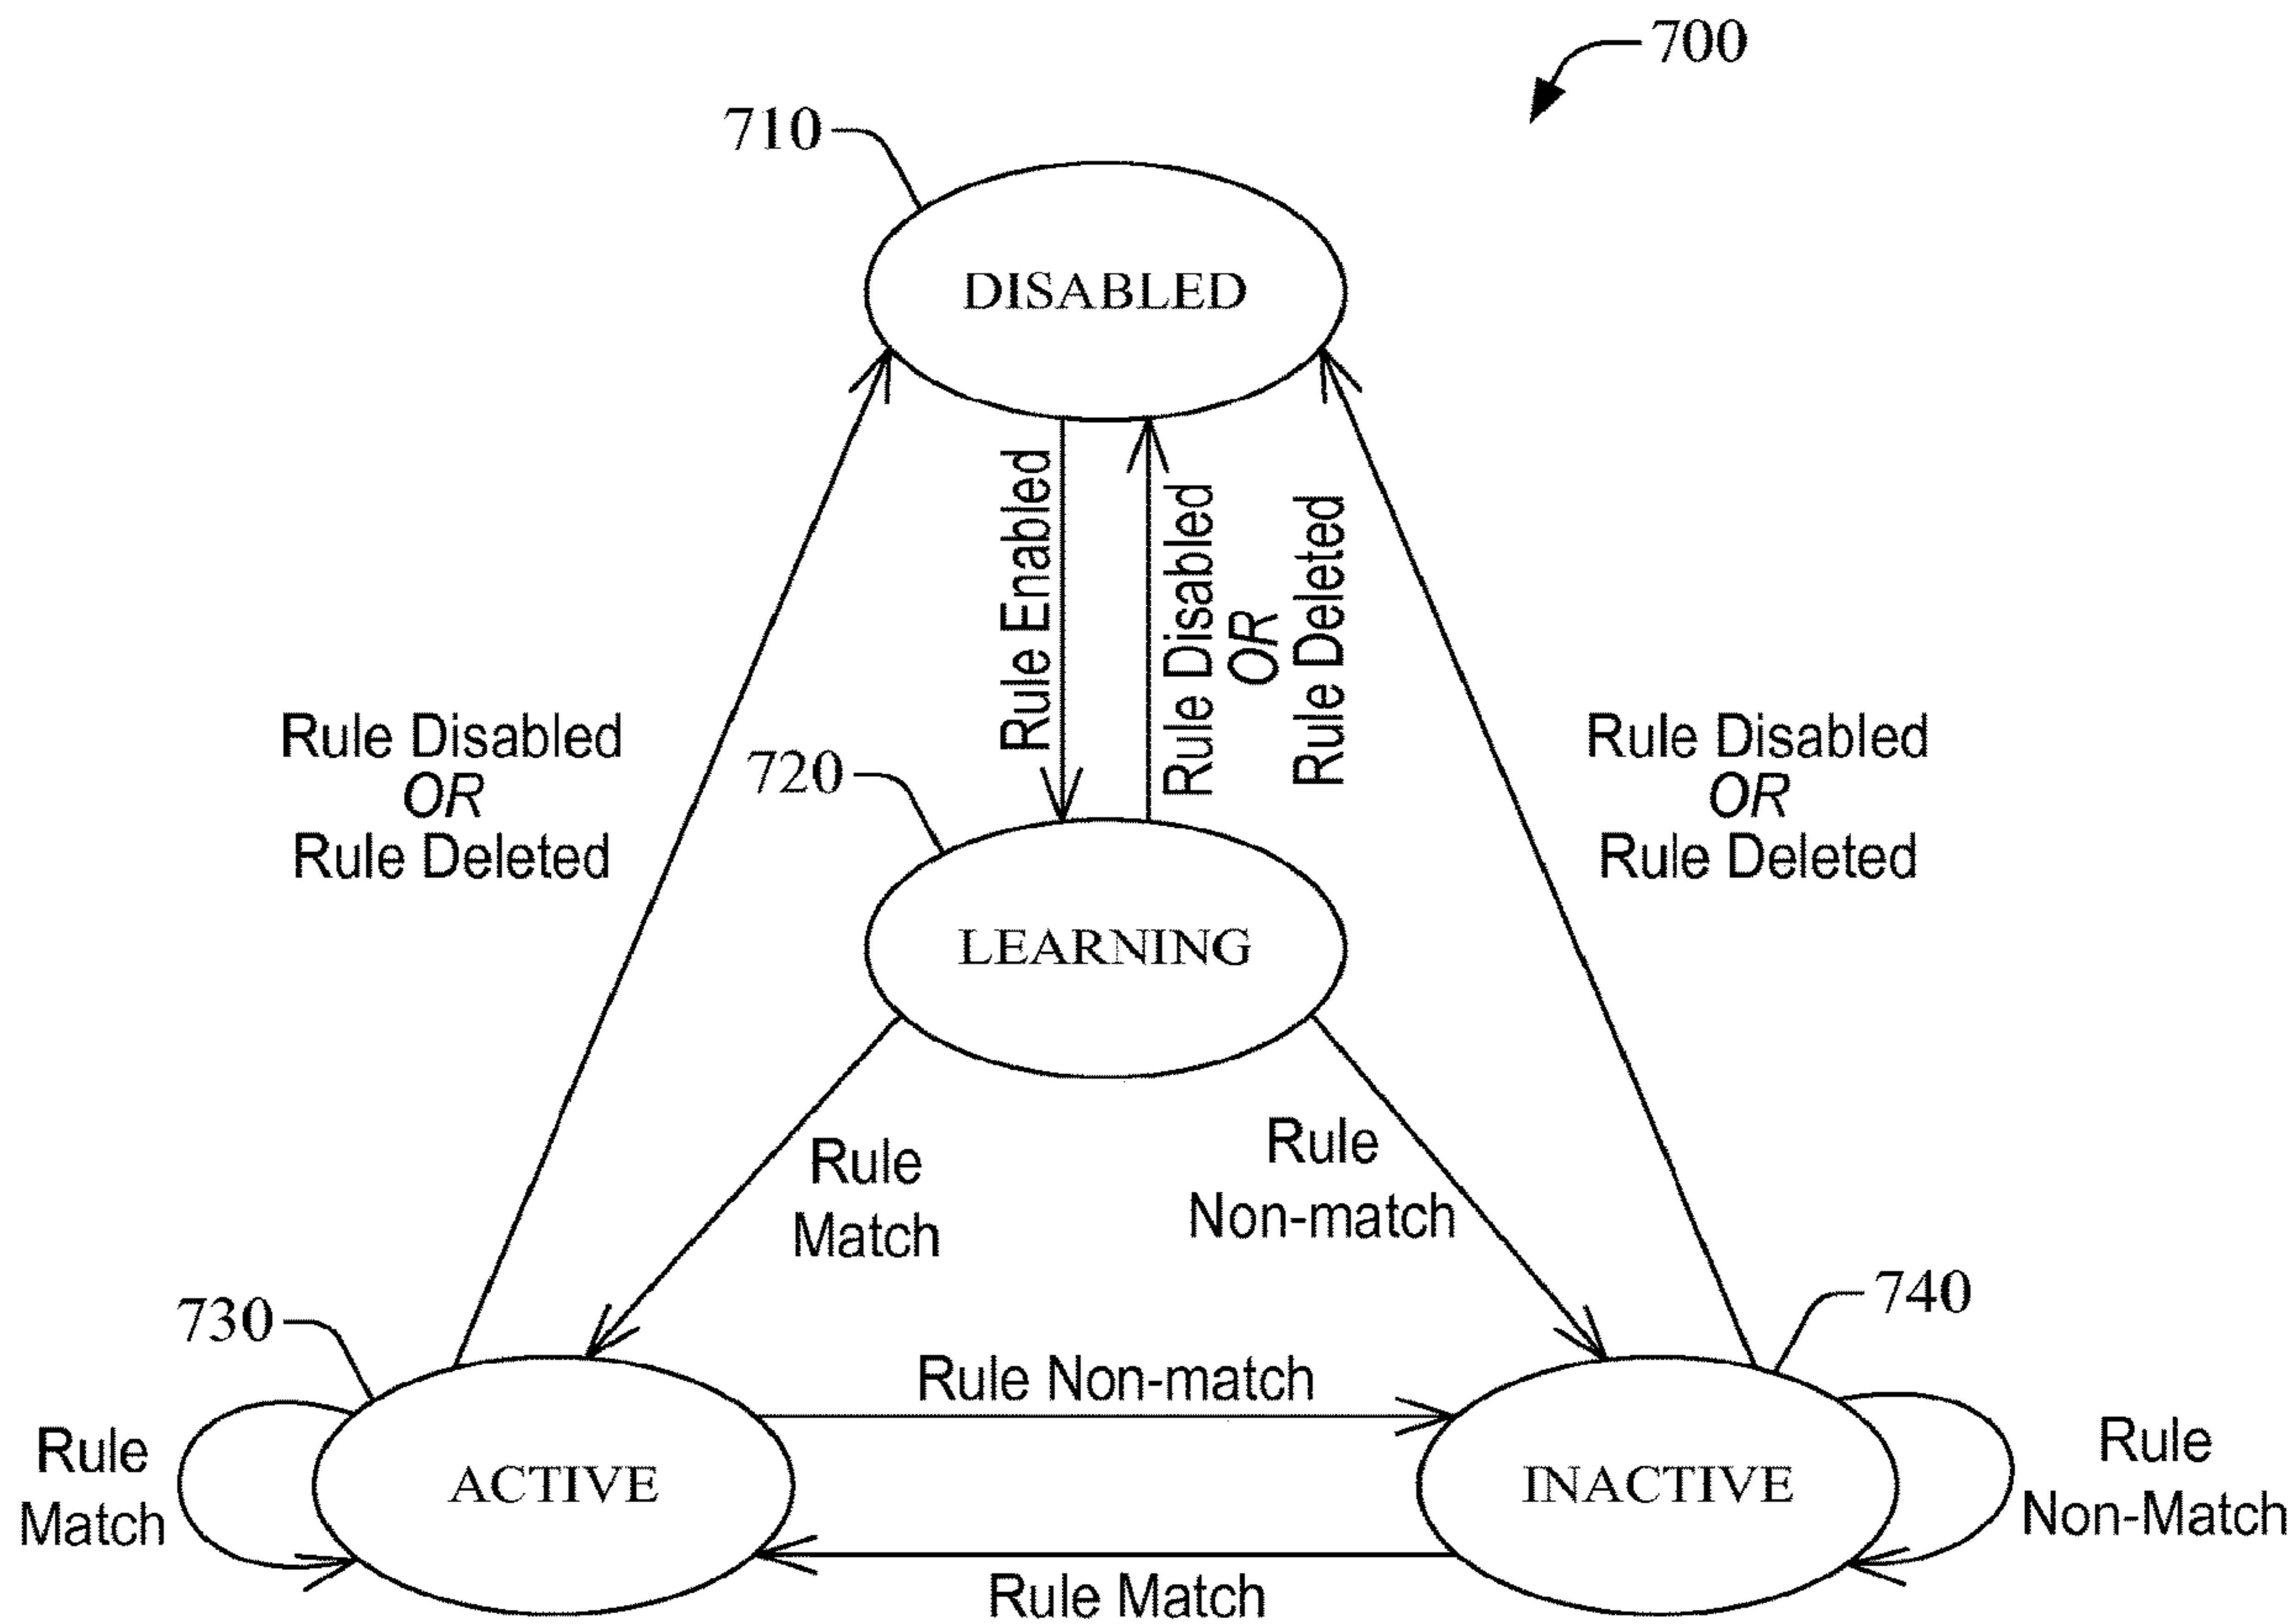 700
710
DISABLED
Rule Enabled
Rule Disabled
OR
Rule Deleted
Rule Disabled
OR
Rule Deleted
Rule Disabled
OR
Rule Deleted
720
LEARNING
Rule
Match
Rule
Non-match
730
740
Rule Non-match
Rule
Match
ACTIVE
INACTIVE
Rule
Non-Match
Rule Match